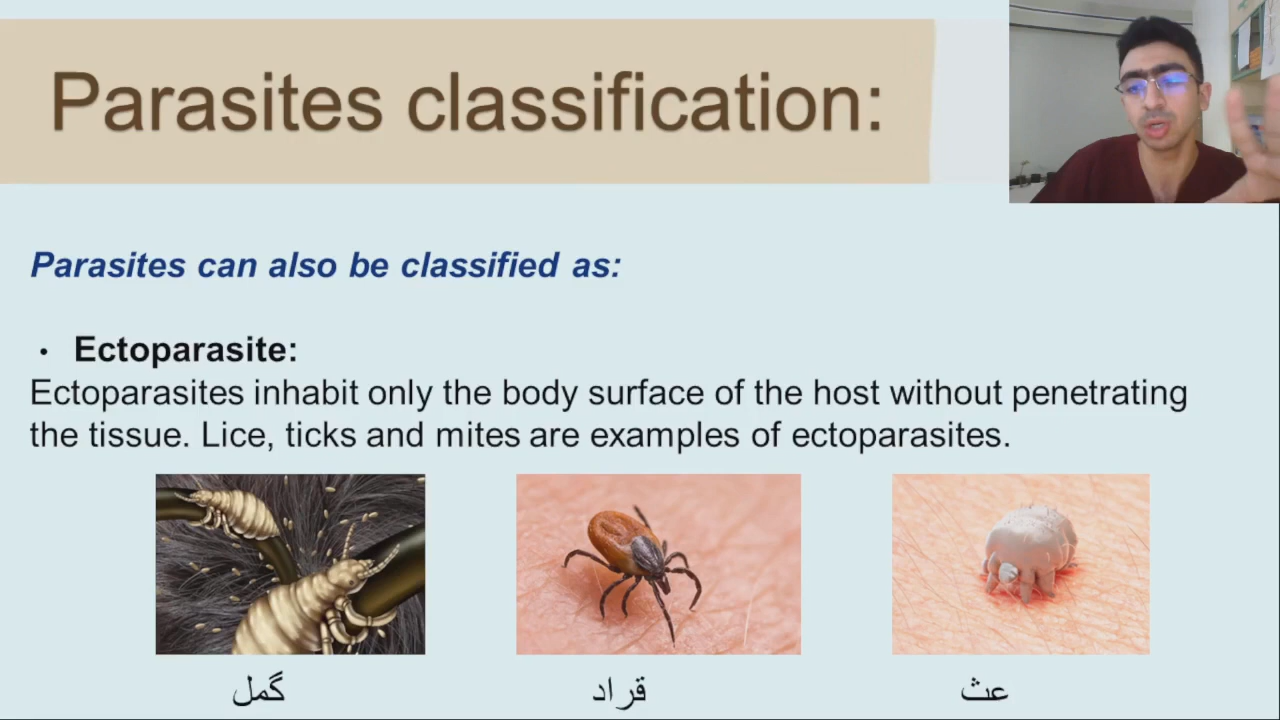 Parasites classification:
Parasites can also be classified as:
• Ectoparasite:
Ectoparasites inhabit only the body surface of the host without penetrating
the tissue. Lice, ticks and mites are examples of ectoparasites.
گمل
قراد
عث